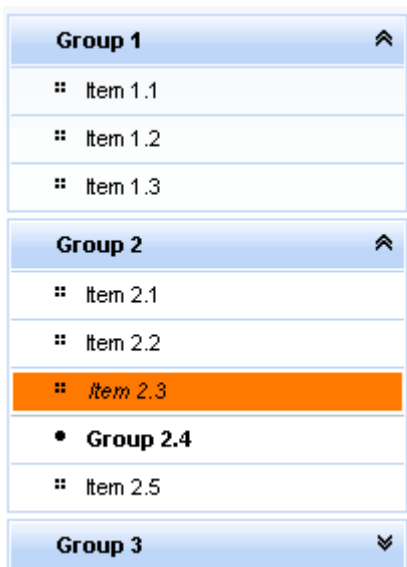 Group 1
Item 1.1
Item 1.2
Item 1.3
Group 2
Item 2.1
Item 2.2
Item 2.3
Group 2.4
Item 2.5
Group 3